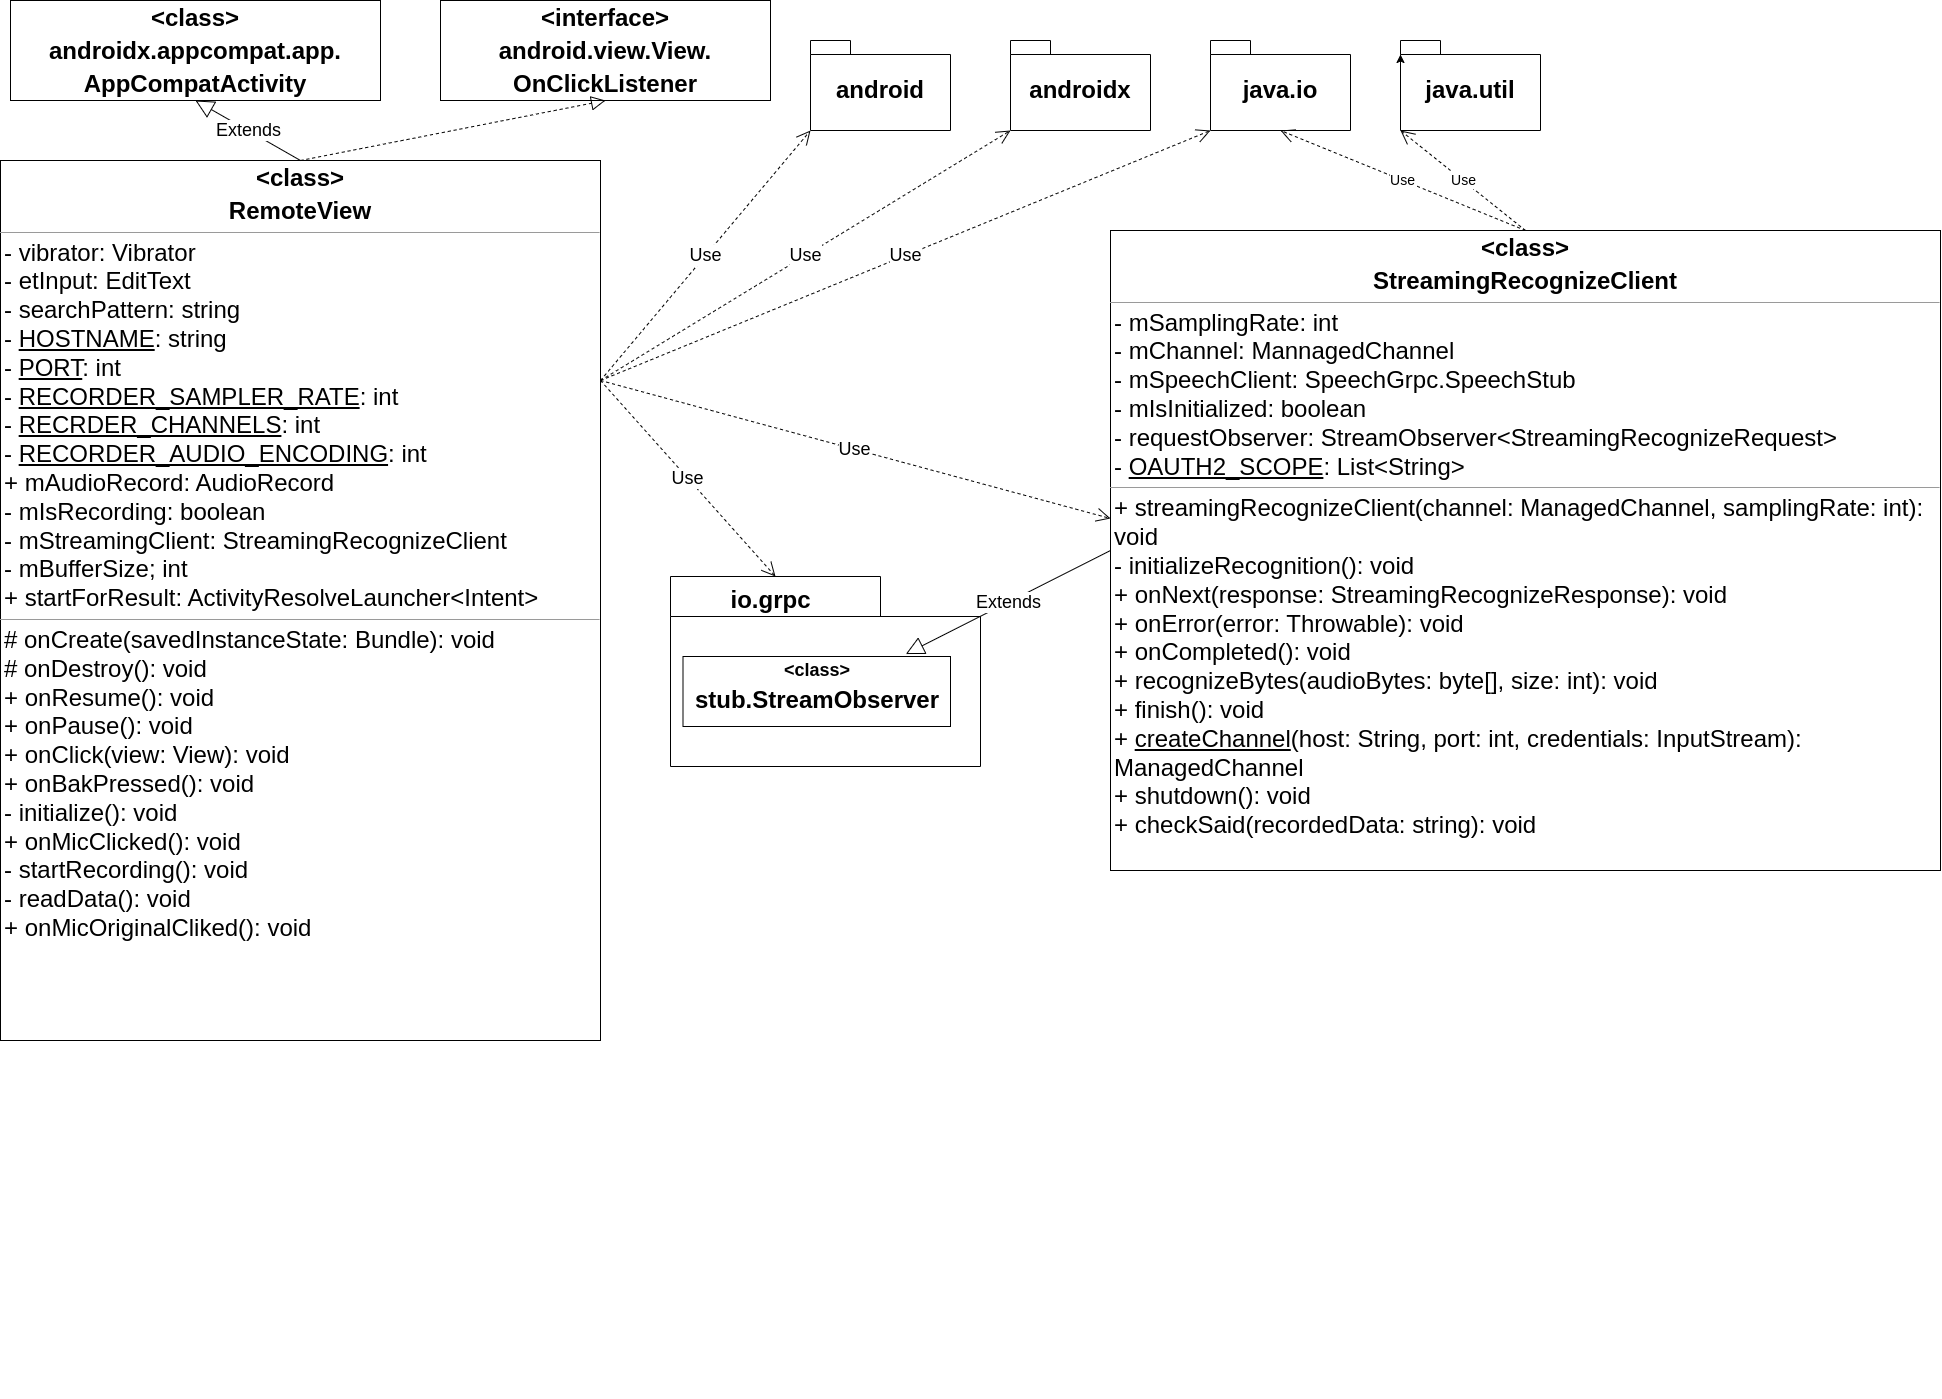 <class>
androidx.appcompat.app.
AppCompatActivity
<interface>
android.view.View.
OnClickListener
android
androidx
java.io
java.util
Extends
<class>
RemoteView
- vibrator: Vibrator
- etInput: EditText
- searchPattern: string
- HOSTNAME: string
- PORT: int
- RECORDER_SAMPLER_RATE: int
- RECRDER_CHANNELS: int
- RECORDER_AUDIO_ENCODING: int
+ mAudioRecord: AudioRecord
- mIsRecording: boolean
- mStreamingClient: StreamingRecognizeClient
- mBufferSize; int
+ startForResult: ActivityResolveLauncher<Intent>
# onCreate(savedInstanceState: Bundle): void
# onDestroy(): void
+ onResume(): void
+ onPause(): void
+ onClick(view: View): void
+ onBakPressed(): void
- initialize(): void
+ onMicClicked(): void
- startRecording(): void
- readData(): void
+ onMicOriginalCliked(): void
Use
Use
Use
Use
Use
Use
Use
io.grpc
<class>
stub.StreamObserver
Extends
<class>
StreamingRecognizeClient
- mSamplingRate: int
- mChannel: MannagedChannel
- mSpeechClient: SpeechGrpc.SpeechStub
- mIsInitialized: boolean
- requestObserver: StreamObserver<StreamingRecognizeRequest>
- OAUTH2_SCOPE: List<String>
+ streamingRecognizeClient(channel: ManagedChannel, samplingRate: int):
void
- initializeRecognition(): void
+ onNext(response: StreamingRecognizeResponse): void
+ onError(error: Throwable): void
+ onCompleted(): void
+ recognizeBytes(audioBytes: byte[], size: int): void
+ finish(): void
+ createChannel(host: String, port: int, credentials: InputStream):
ManagedChannel
+ shutdown(): void
+ checkSaid(recordedData: string): void